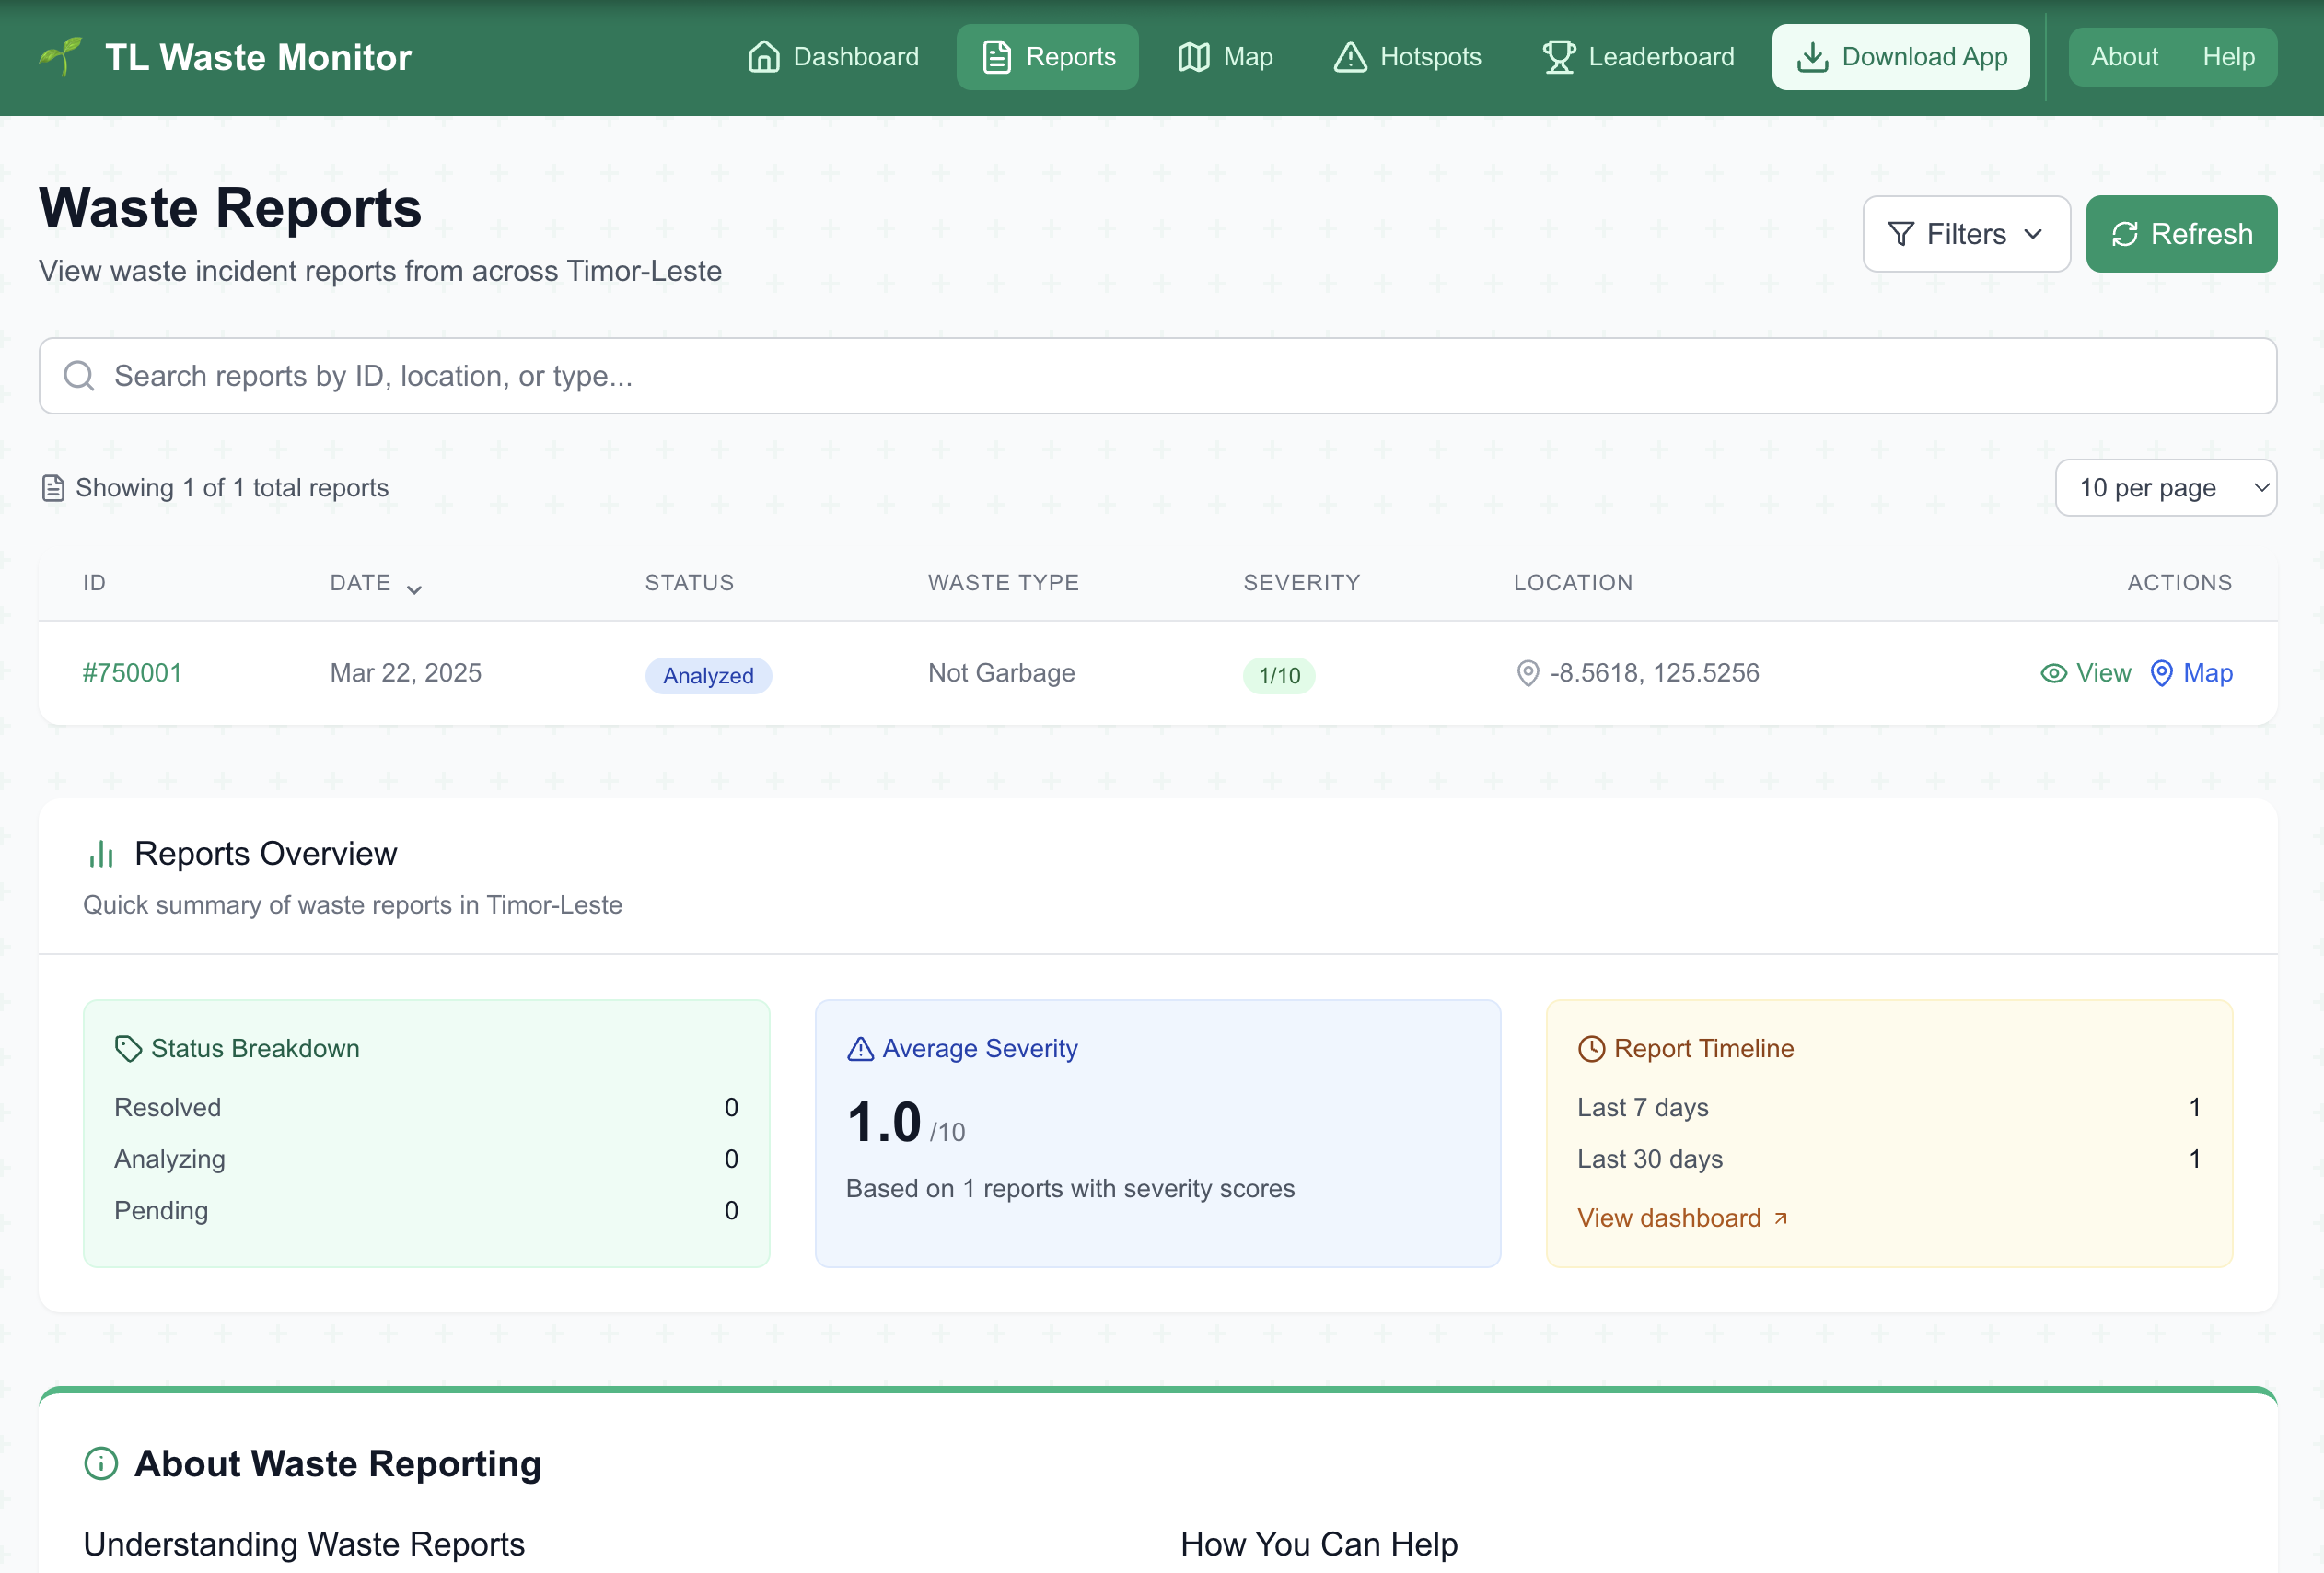 TL Waste Monitor
Dashboard Reports Map Hotspots Leaderboard Download App About Help
Waste Reports
View waste incident reports from across Timor-Leste
Filters Refresh
Search reports by ID, location, or type...
Showing 1 of 1 total reports
10 per page
ID DATE STATUS WASTE TYPE SEVERITY LOCATION ACTIONS
#750001 Mar 22, 2025 Analyzed Not Garbage 1/10 -8.5618, 125.5256 View Map
Reports Overview
Quick summary of waste reports in Timor-Leste
Status Breakdown
Resolved 0
Analyzing 0
Pending 0
Average Severity
1.0 /10
Based on 1 reports with severity scores
Report Timeline
Last 7 days 1
Last 30 days 1
View dashboard
About Waste Reporting
Understanding Waste Reports
How You Can Help